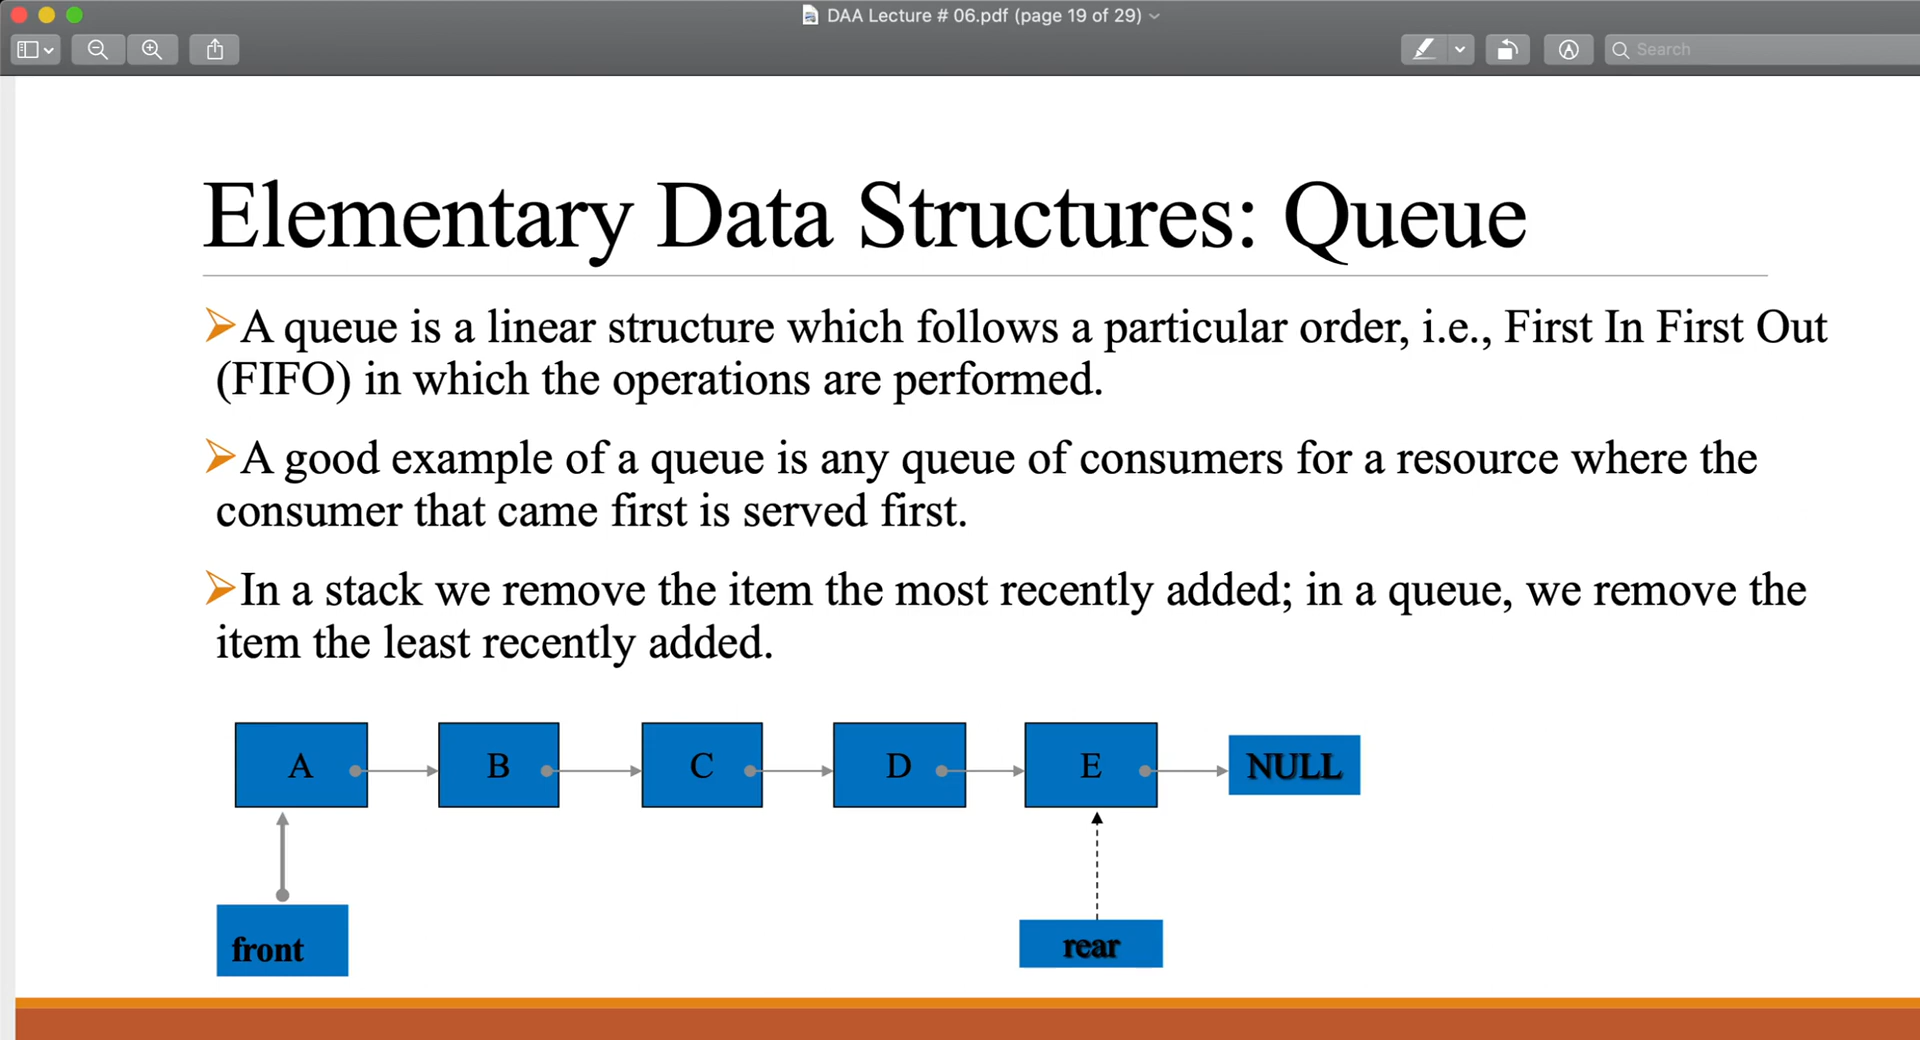 DAA Lecture # 06.pdf (page 19 of 29)
Search
Elementary Data Structures: Queue
A queue is a linear structure which follows a particular order, i.e., First In First Out
(FIFO) in which the operations are performed.
A good example of a queue is any queue of consumers for a resource where the
consumer that came first is served first.
In a stack we remove the item the most recently added; in a queue, we remove the
item the least recently added.
A B C D E NULL
front rear